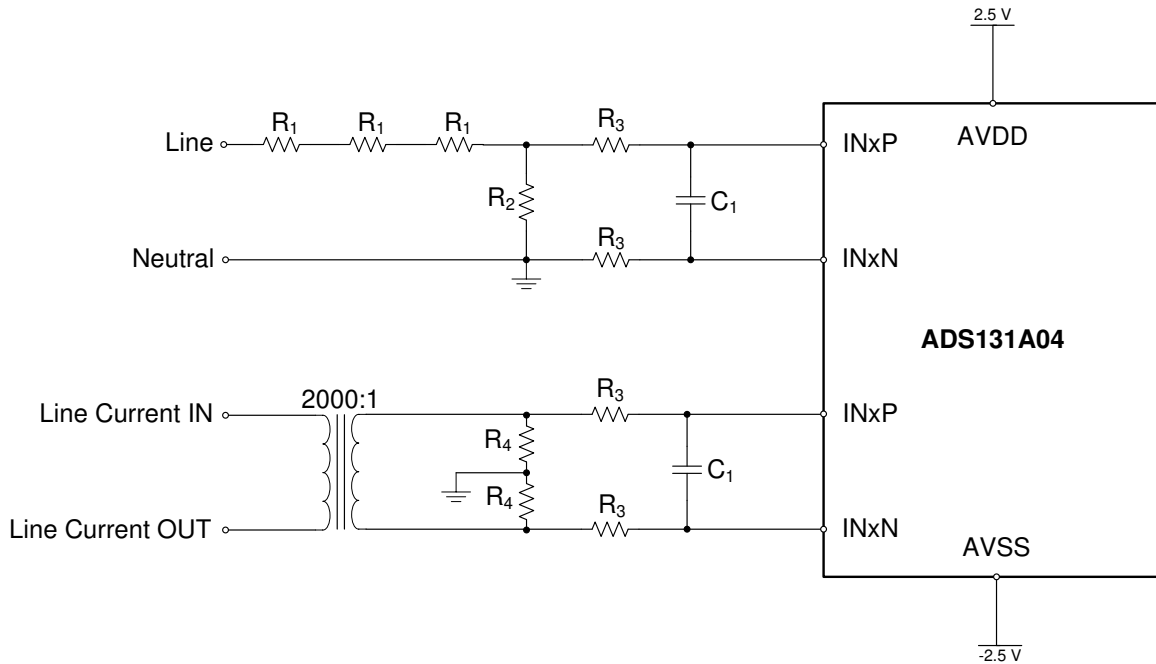 2.5 V
R1 R1 R1 R3
Line INxP AVDD
R2 C1
R3
Neutral INxN
ADS131A04
2000:1 R3
Line Current IN INxP
R4
C1
R4
R3
Line Current OUT INxN
AVSS
-2.5 V